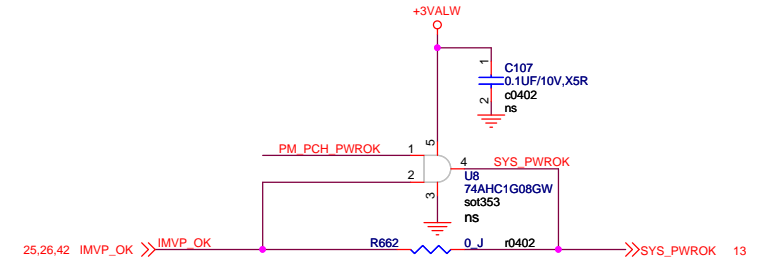 +3VALW
1
C107
0.1UF/10V,X5R
2
c0402
ns
5
PM_PCH_PWROK
1
4
SYS_PWROK
2
U8
74AHC1G08GW
3
sot353
ns
25,26,42 IMVP_OK
IMVP_OK
R662
0_J
r0402
SYS_PWROK 13